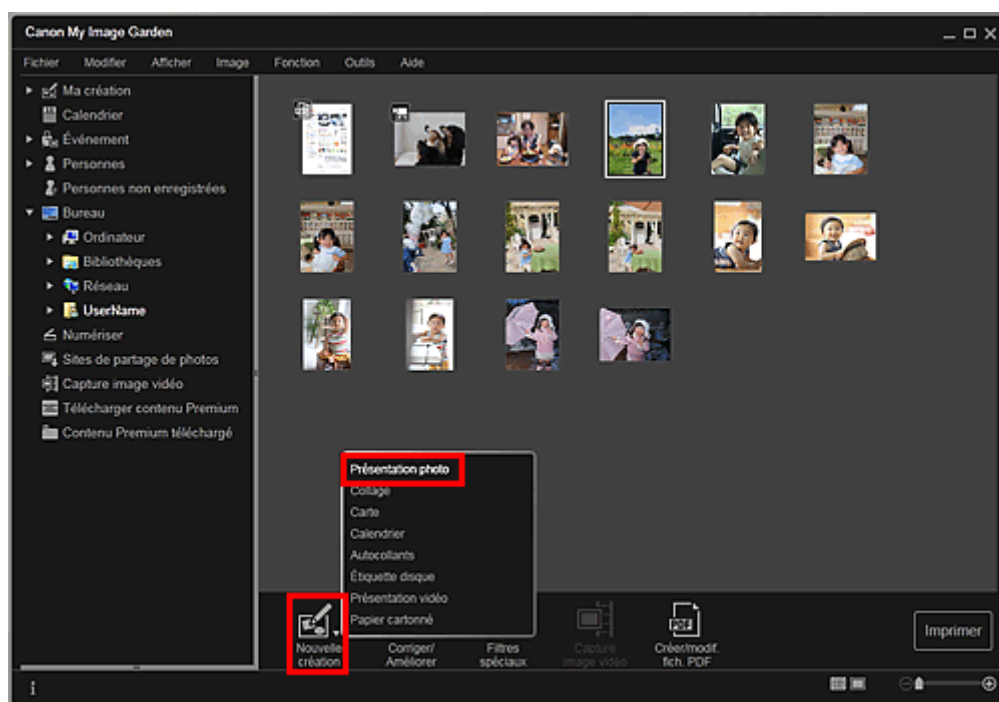 Canon My Image Garden
Fichier Modifier Afficher Image Fonction Outils Aide
Ma création
Calendrier
Événement
Personnes
Personnes non enregistrées
Bureau
Ordinateur
Bibliothèques
Réseau
UserName
Numériser
Sites de partage de photos
Capture image vidéo
Télécharger contenu Premium
Contenu Premium téléchargé
Présentation photo
Collage
Carte
Calendrier
Autocollants
Étiquette disque
Présentation vidéo
Papier cartonné
Nouvelle
création
Corriger/
Améliorer
Filtres
spéciaux
Capture
image vidéo
PDF
Créer/modif.
fich. PDF
Imprimer